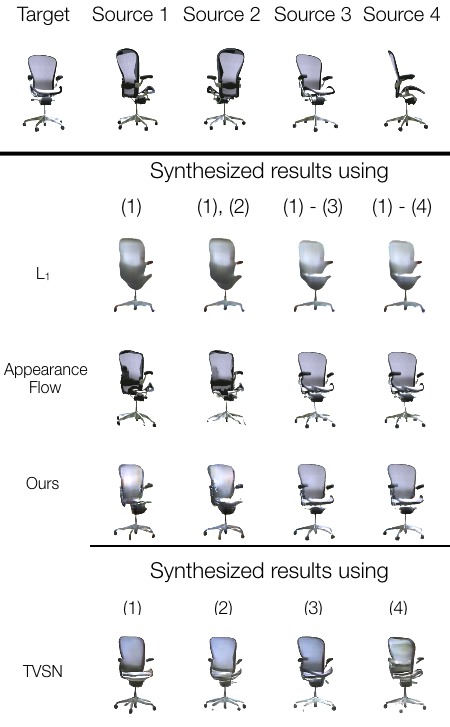 Target Source 1 Source 2 Source 3 Source 4
Synthesized results using
(1) (1), (2) (1) - (3) (1) - (4)
L₁
Appearance
Flow
Ours
Synthesized results using
(1) (2) (3) (4)
TVSN